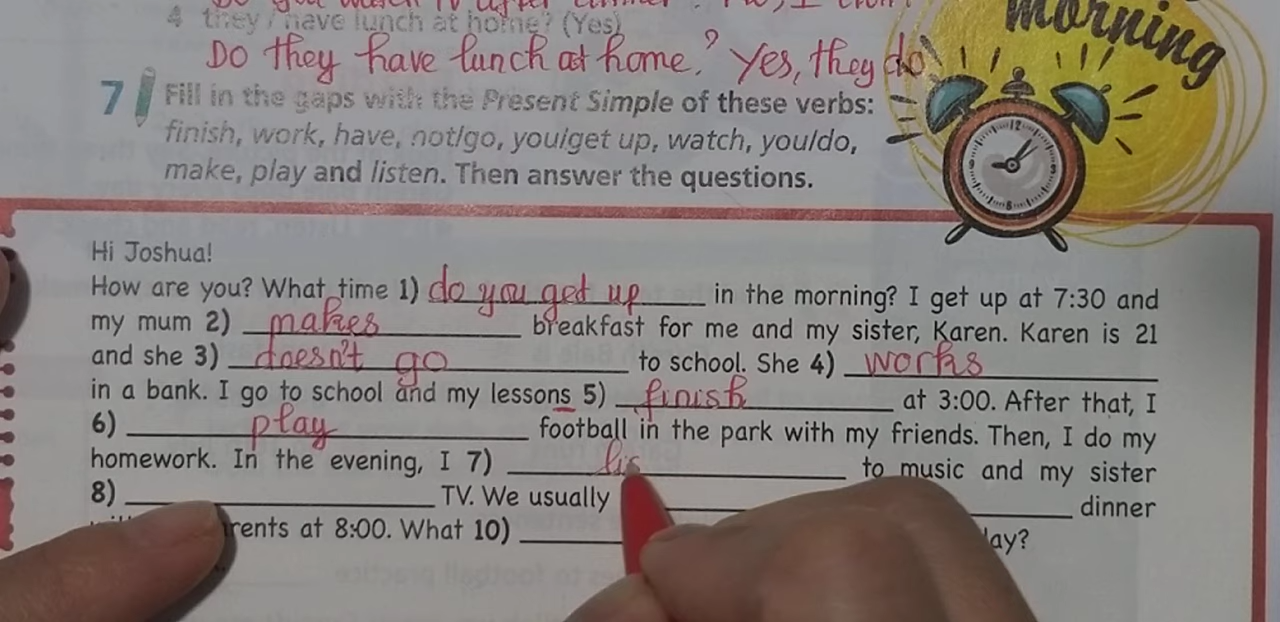 4 they / have lunch at home? (Yes)
Do they have lunch at home? Yes, they do
morning
7 Fill in the gaps with the Present Simple of these verbs:
finish, work, have, not/go, you/get up, watch, you/do,
make, play and listen. Then answer the questions.
Hi Joshua!
How are you? What time 1) do you get up in the morning? I get up at 7:30 and
my mum 2) makes breakfast for me and my sister, Karen. Karen is 21
and she 3) doesn't go to school. She 4) works
in a bank. I go to school and my lessons 5) finish at 3:00. After that, I
6) play football in the park with my friends. Then, I do my
homework. In the evening, I 7) lis to music and my sister
8) TV. We usually dinner
rents at 8:00. What 10) ay?